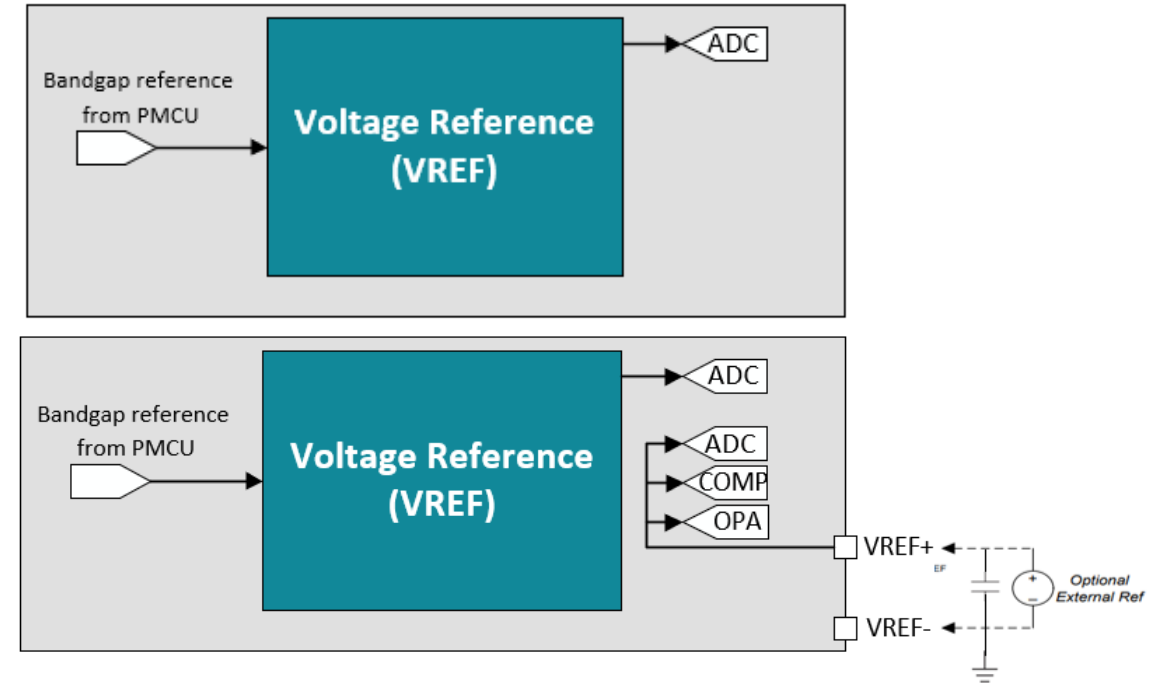 Bandgap reference
from PMCU
Voltage Reference
(VREF)
ADC
Bandgap reference
from PMCU
Voltage Reference
(VREF)
ADC
ADC
COMP
OPA
VREF+
EF
+
−
Optional
External Ref
VREF-